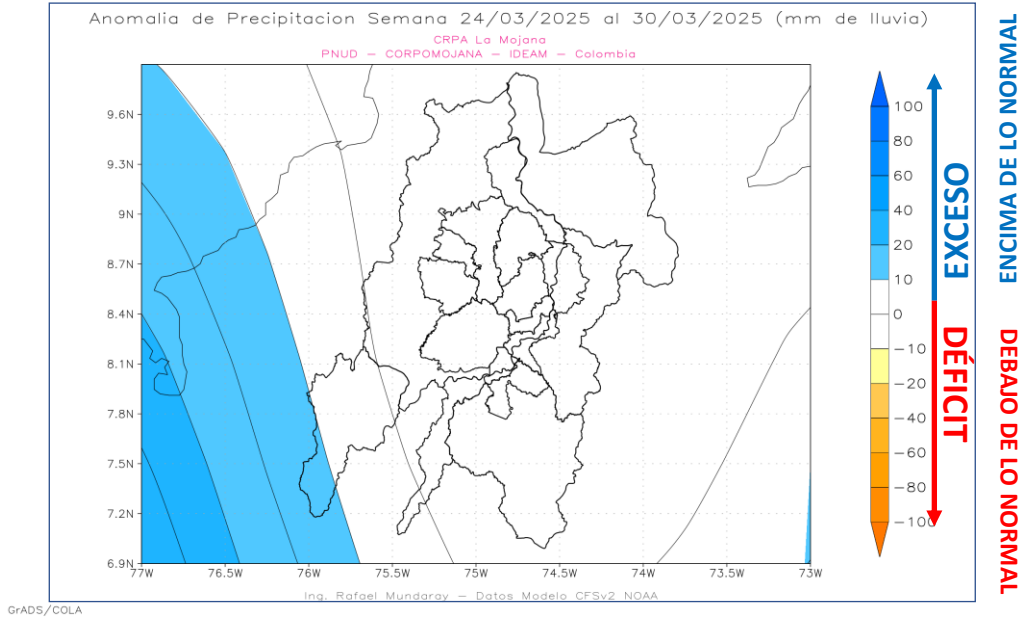 Anomalia de Precipitacion Semana 24/03/2025 al 30/03/2025 (mm de lluvia)
CRPA La Mojana
PNUD – CORPOMOJANA – IDEAM – Colombia
9.6N
9.3N
9N
8.7N
8.4N
8.1N
7.8N
7.5N
7.2N
6.9N
77W 76.5W 76W 75.5W 75W 74.5W 74W 73.5W 73W
Ing. Rafael Mundaray – Datos Modelo CFSv2 NOAA
GrADS/COLA
100
80
60
40
20
10
0
−10
−20
−40
−60
−80
−100
EXCESO
DÉFICIT
ENCIMA DE LO NORMAL
DEBAJO DE LO NORMAL